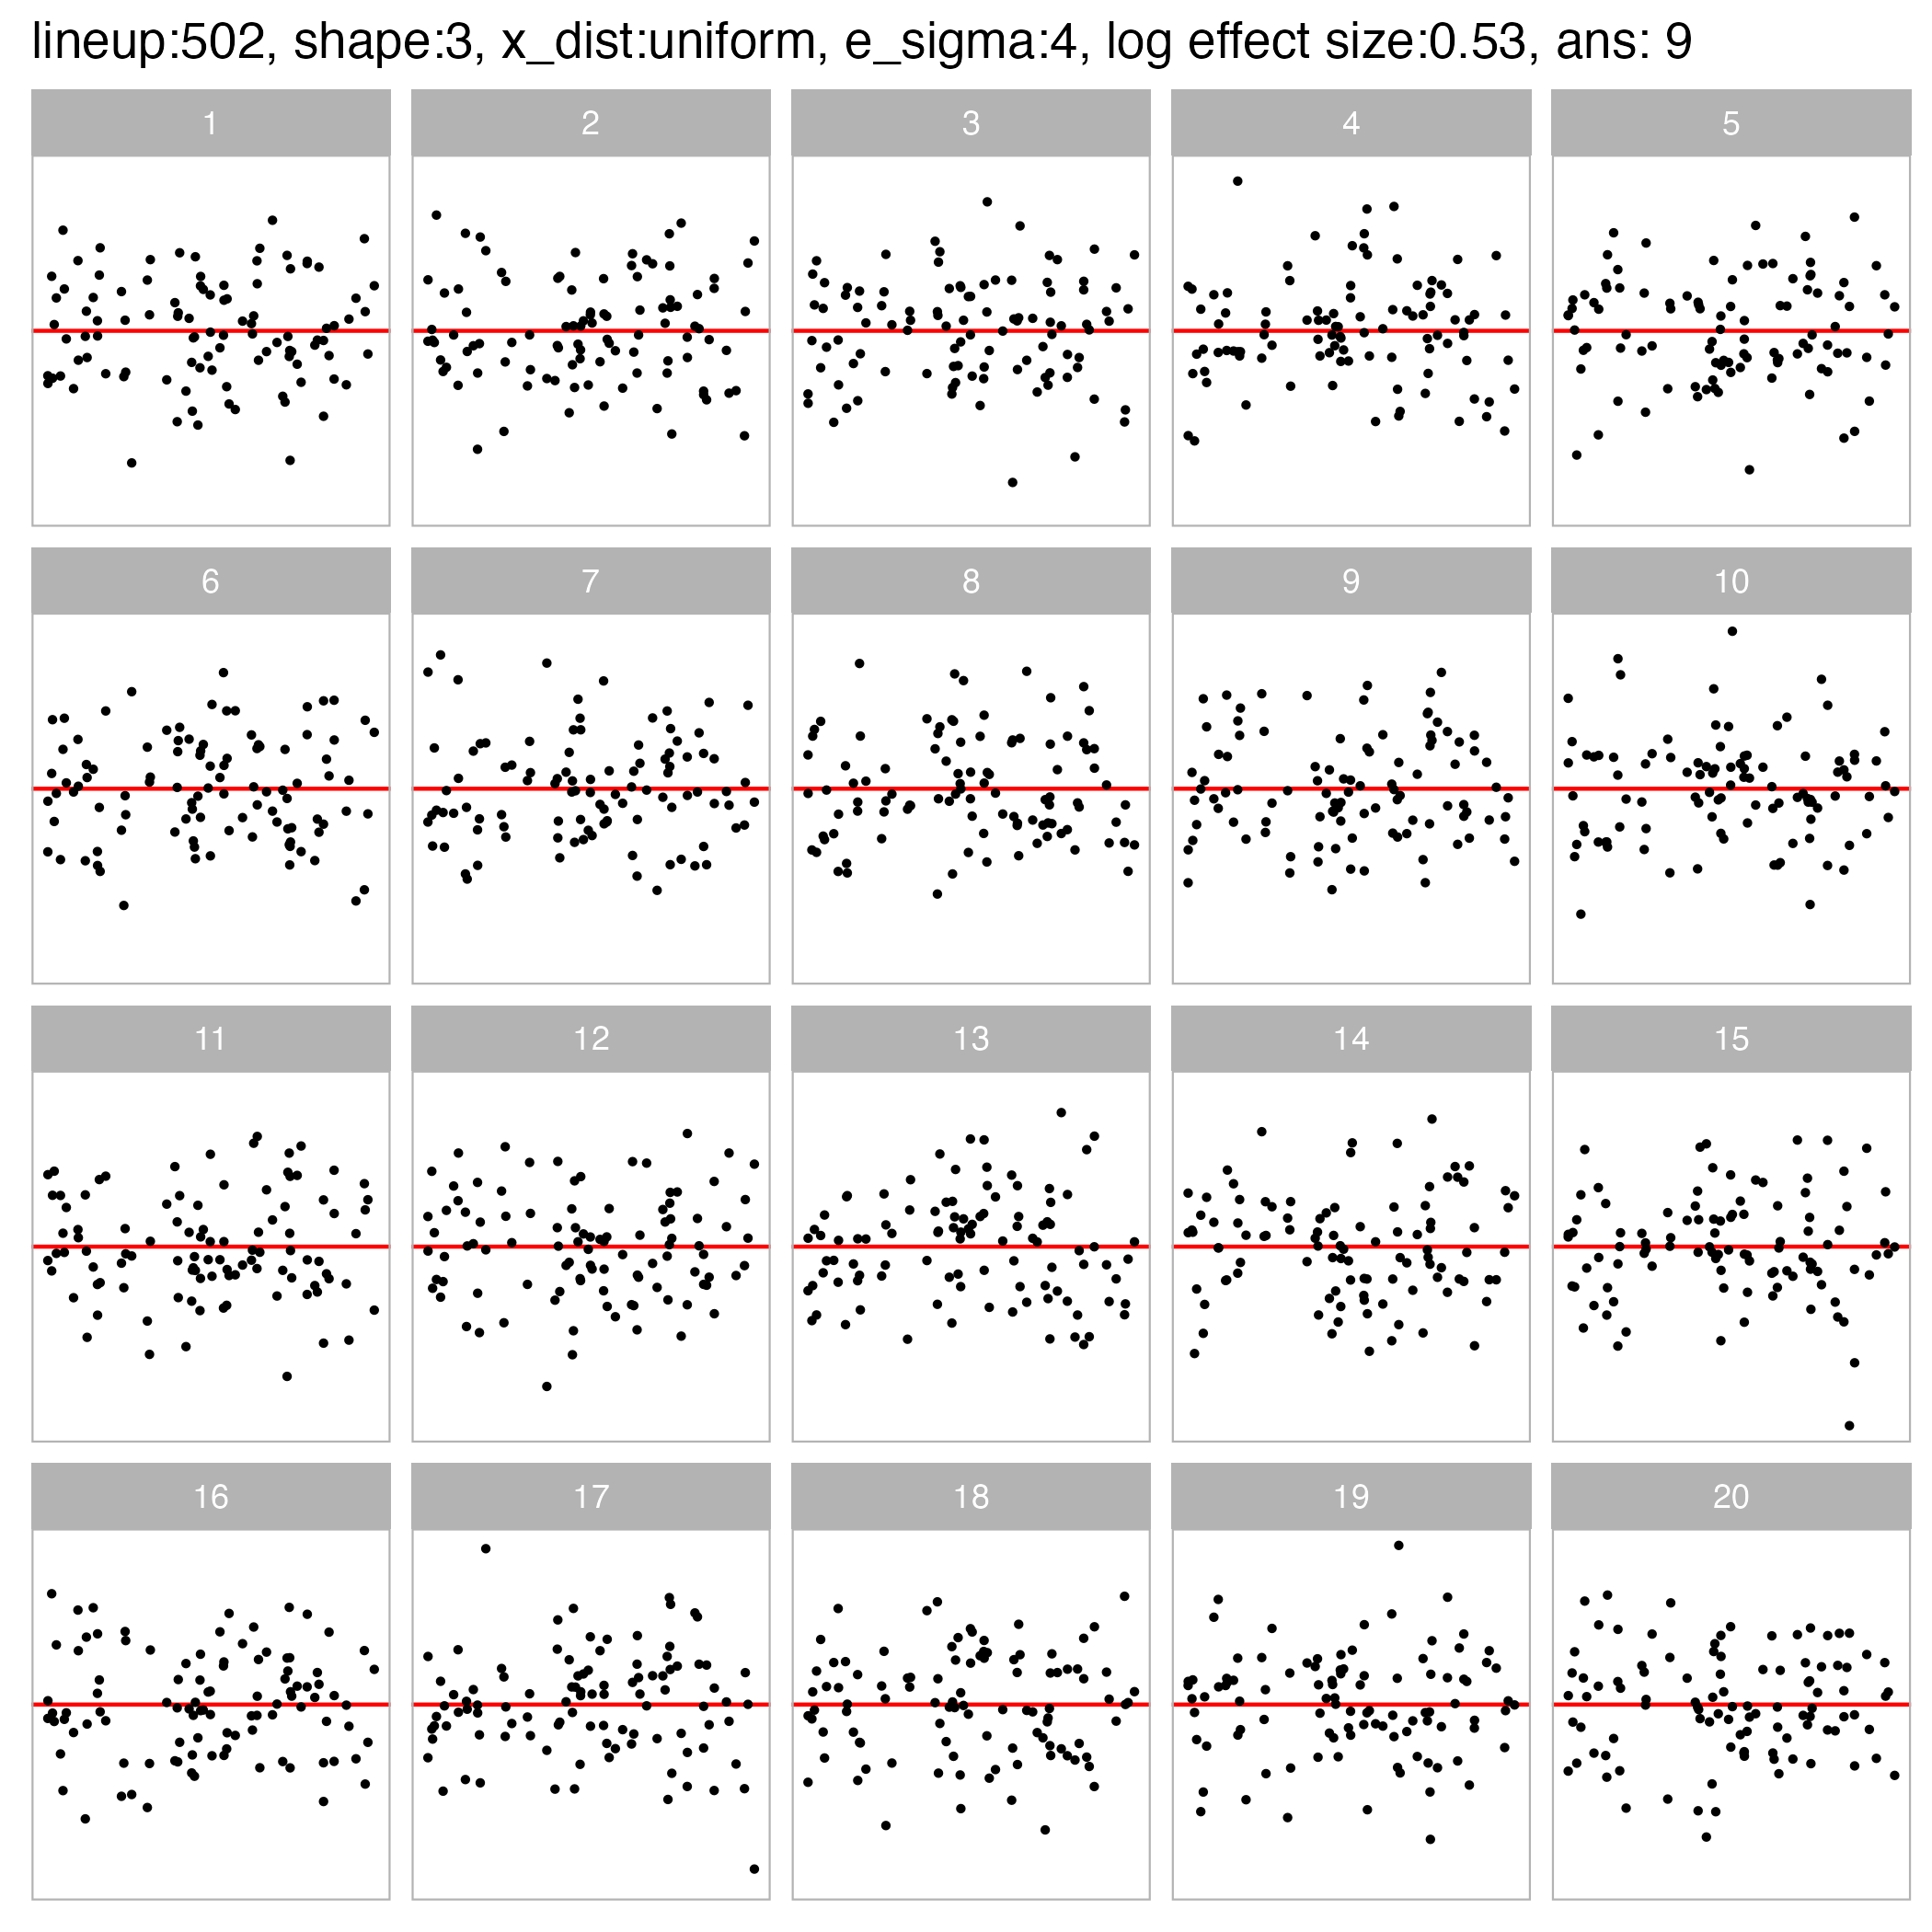 lineup:502, shape:3, x_dist:uniform, e_sigma:4, log effect size:0.53, ans: 9
1 2 3 4 5
6 7 8 9 10
11 12 13 14 15
16 17 18 19 20